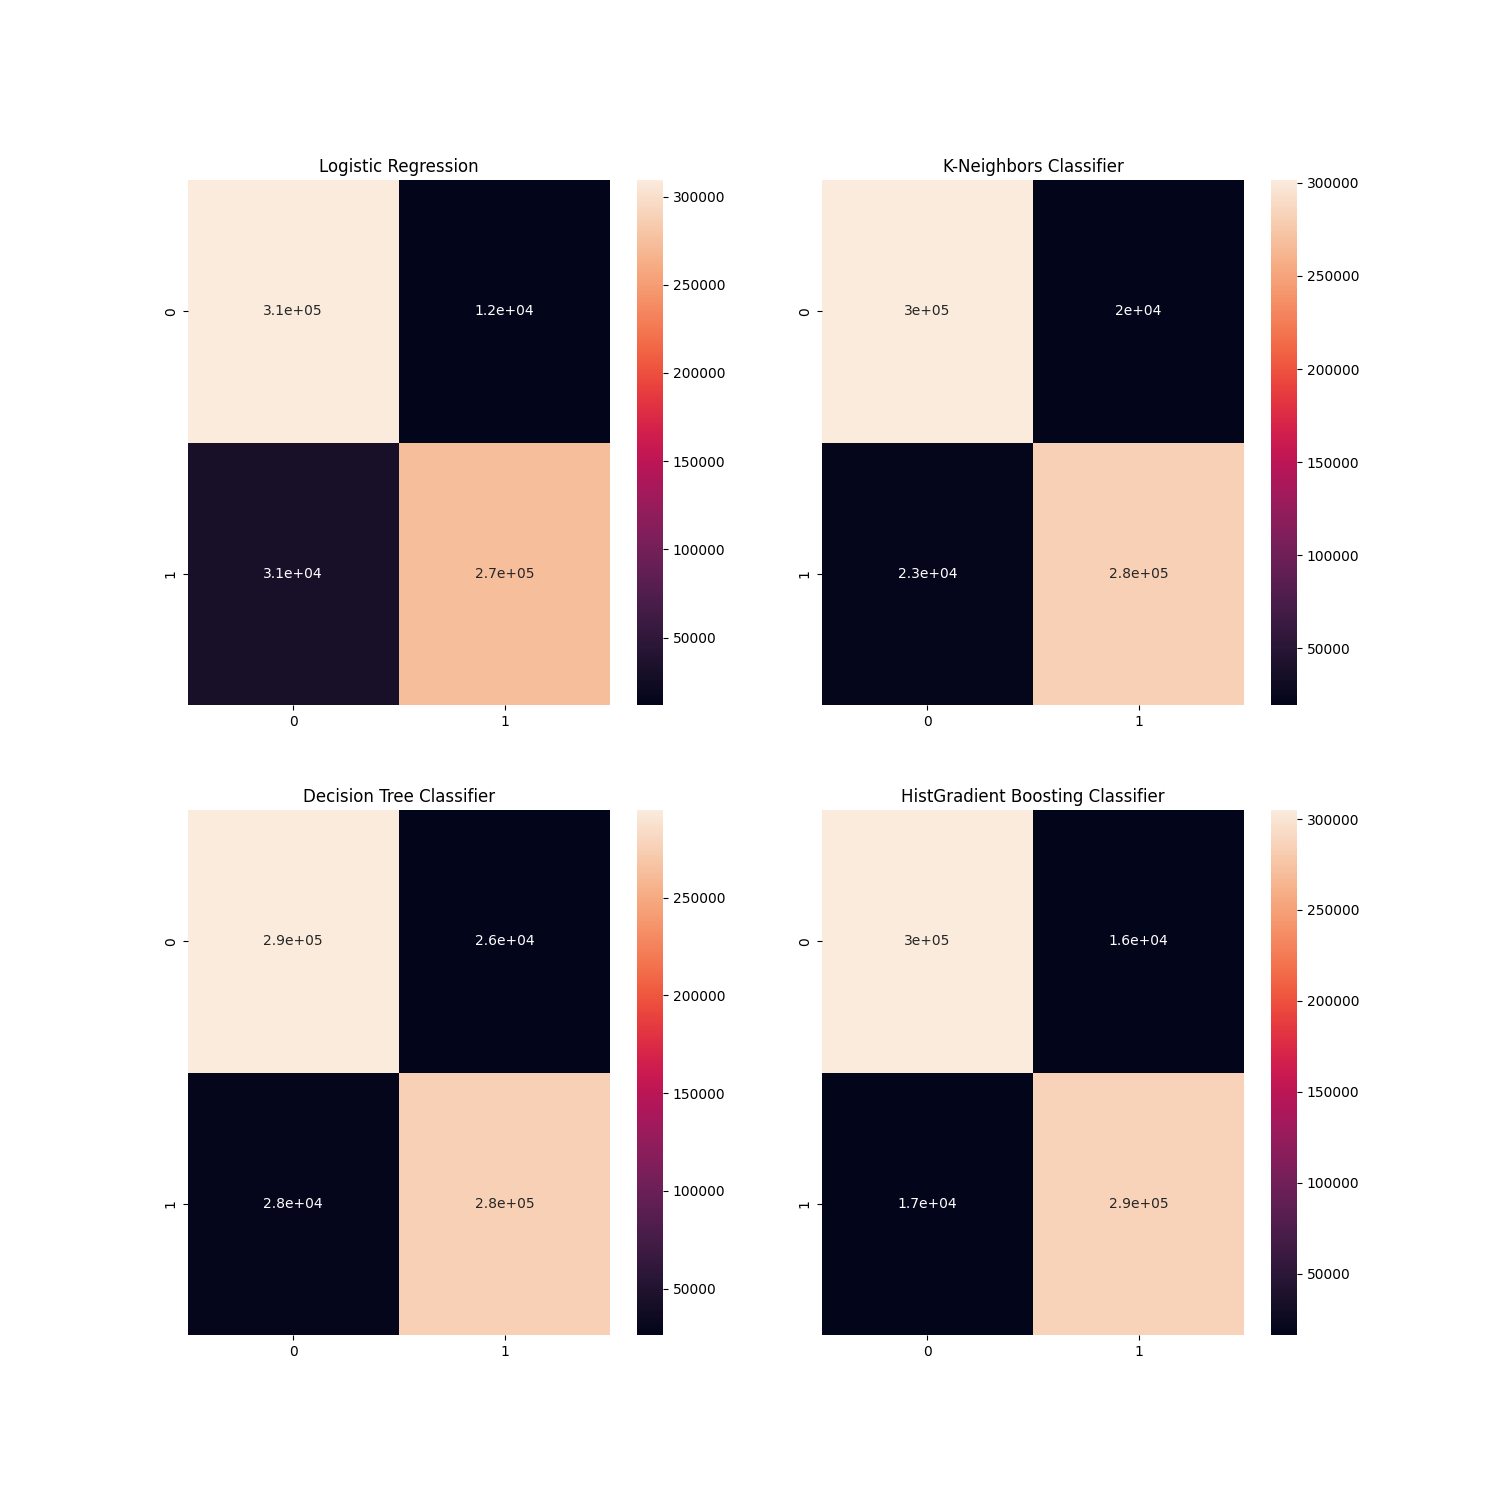 Logistic Regression
0
1
3.1e+05 1.2e+04
3.1e+04 2.7e+05
0 1
300000
250000
200000
150000
100000
50000
K-Neighbors Classifier
0
1
3e+05 2e+04
2.3e+04 2.8e+05
0 1
300000
250000
200000
150000
100000
50000
Decision Tree Classifier
0
1
2.9e+05 2.6e+04
2.8e+04 2.8e+05
0 1
250000
200000
150000
100000
50000
HistGradient Boosting Classifier
0
1
3e+05 1.6e+04
1.7e+04 2.9e+05
0 1
300000
250000
200000
150000
100000
50000